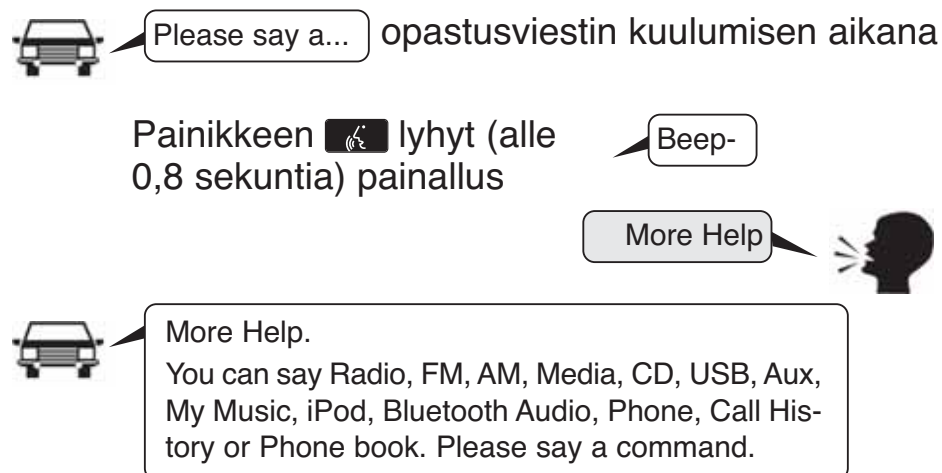 Please say a... opastusviestin kuulumisen aikana
Painikkeen lyhyt (alle
0,8 sekuntia) painallus
Beep-
More Help
More Help.
You can say Radio, FM, AM, Media, CD, USB, Aux,
My Music, iPod, Bluetooth Audio, Phone, Call His-
tory or Phone book. Please say a command.